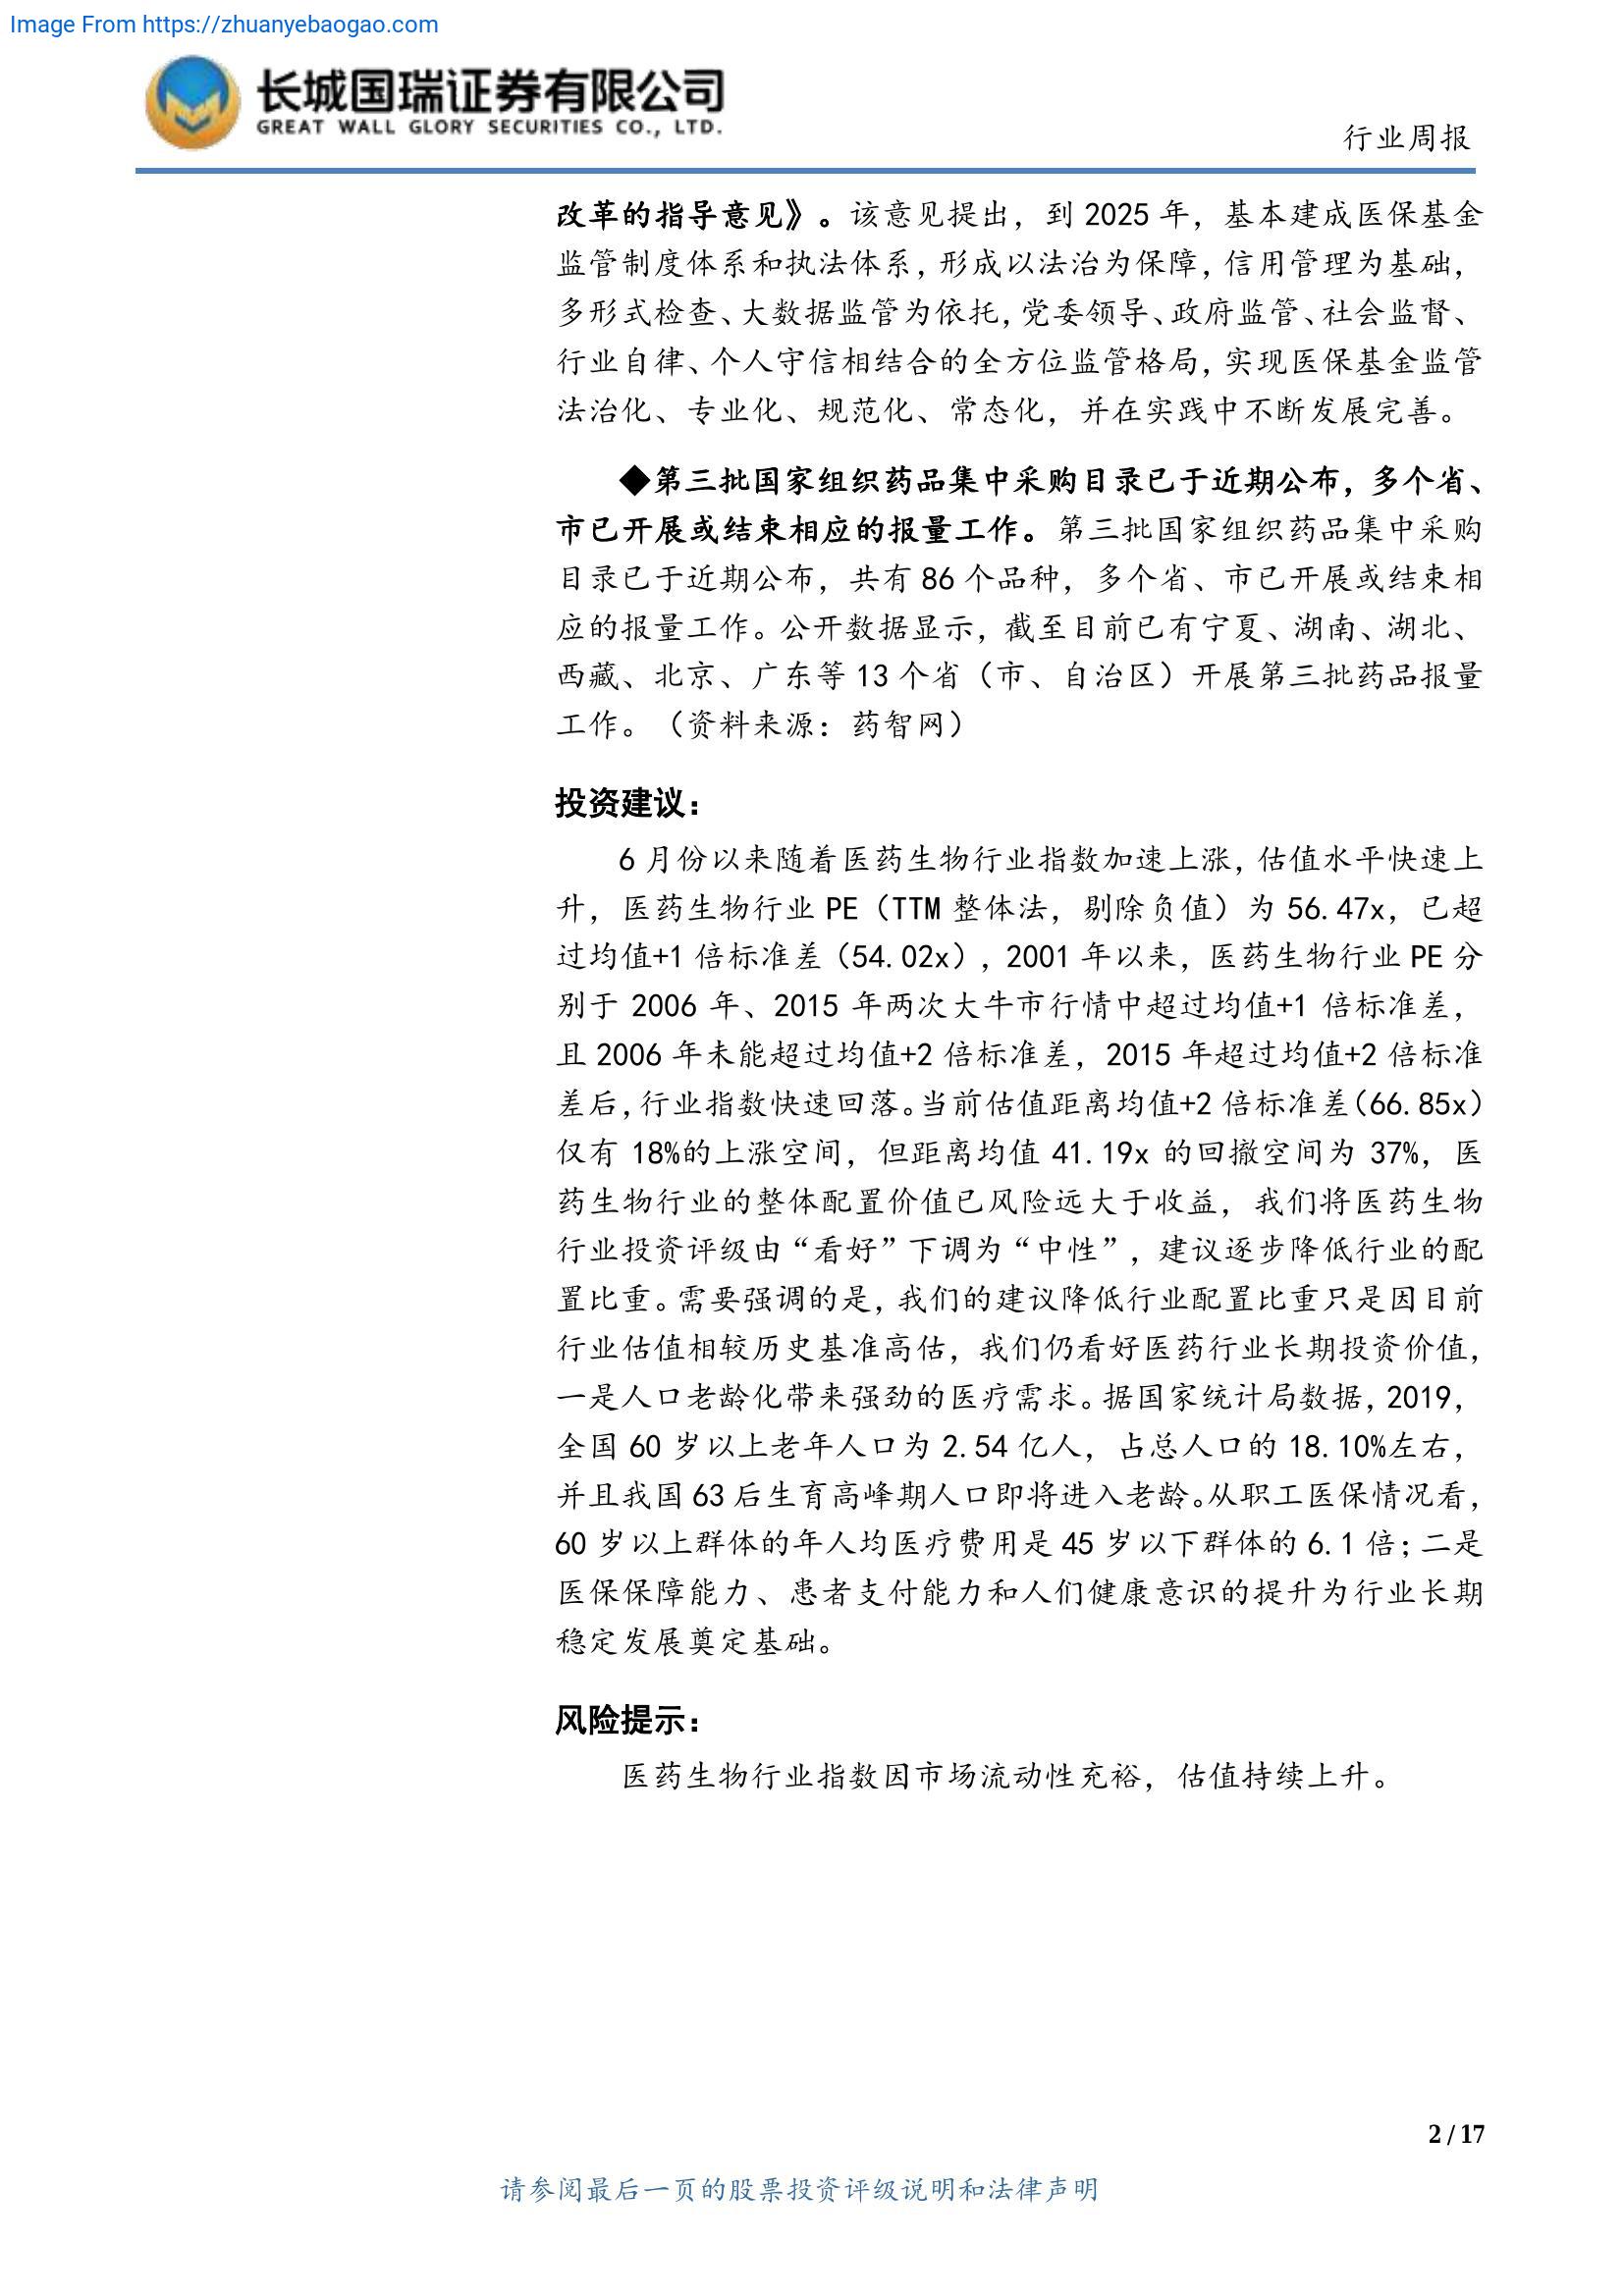 Image From https://zhuanyebaogao.com
长城国瑞证券有限公司
GREAT WALL GLORY SECURITIES CO., LTD.
行业周报
改革的指导意见》。该意见提出，到 2025 年，基本建成医保基金
监管制度体系和执法体系，形成以法治为保障，信用管理为基础，
多形式检查、大数据监管为依托，党委领导、政府监管、社会监督、
行业自律、个人守信相结合的全方位监管格局，实现医保基金监管
法治化、专业化、规范化、常态化，并在实践中不断发展完善。
◆第三批国家组织药品集中采购目录已于近期公布，多个省、
市已开展或结束相应的报量工作。第三批国家组织药品集中采购
目录已于近期公布，共有 86 个品种，多个省、市已开展或结束相
应的报量工作。公开数据显示，截至目前已有宁夏、湖南、湖北、
西藏、北京、广东等 13 个省（市、自治区）开展第三批药品报量
工作。（资料来源：药智网）
投资建议：
6 月份以来随着医药生物行业指数加速上涨，估值水平快速上
升，医药生物行业 PE（TTM 整体法，剔除负值）为 56.47x，已超
过均值+1 倍标准差（54.02x），2001 年以来，医药生物行业 PE 分
别于 2006 年、2015 年两次大牛市行情中超过均值+1 倍标准差，
且 2006 年未能超过均值+2 倍标准差，2015 年超过均值+2 倍标准
差后，行业指数快速回落。当前估值距离均值+2 倍标准差（66.85x）
仅有 18%的上涨空间，但距离均值 41.19x 的回撤空间为 37%，医
药生物行业的整体配置价值已风险远大于收益，我们将医药生物
行业投资评级由“看好”下调为“中性”，建议逐步降低行业的配
置比重。需要强调的是，我们的建议降低行业配置比重只是因目前
行业估值相较历史基准高估，我们仍看好医药行业长期投资价值，
一是人口老龄化带来强劲的医疗需求。据国家统计局数据，2019，
全国 60 岁以上老年人口为 2.54 亿人，占总人口的 18.10%左右，
并且我国 63 后生育高峰期人口即将进入老龄。从职工医保情况看，
60 岁以上群体的年人均医疗费用是 45 岁以下群体的 6.1 倍；二是
医保保障能力、患者支付能力和人们健康意识的提升为行业长期
稳定发展奠定基础。
风险提示：
医药生物行业指数因市场流动性充裕，估值持续上升。
2 / 17
请参阅最后一页的股票投资评级说明和法律声明